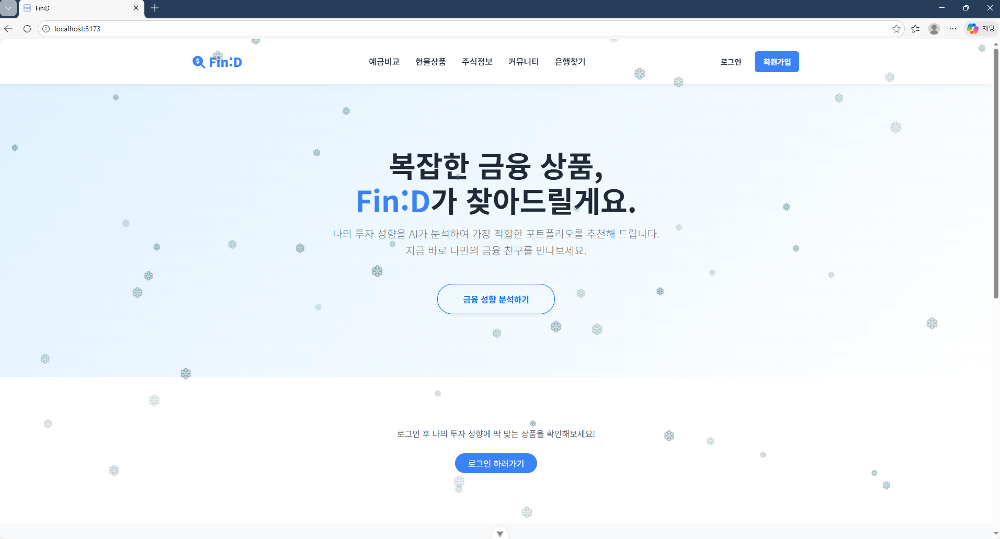 Fin:D
localhost:5173
채팅
Fin:D
예금비교
현물상품
주식정보
커뮤니티
은행찾기
로그인
회원가입
복잡한 금융 상품,
Fin:D가 찾아드릴게요.
나의 투자 성향을 AI가 분석하여 가장 적합한 포트폴리오를 추천해 드립니다.
지금 바로 나만의 금융 친구를 만나보세요.
금융 성향 분석하기
로그인 후 나의 투자 성향에 딱 맞는 상품을 확인해보세요!
로그인 하러가기